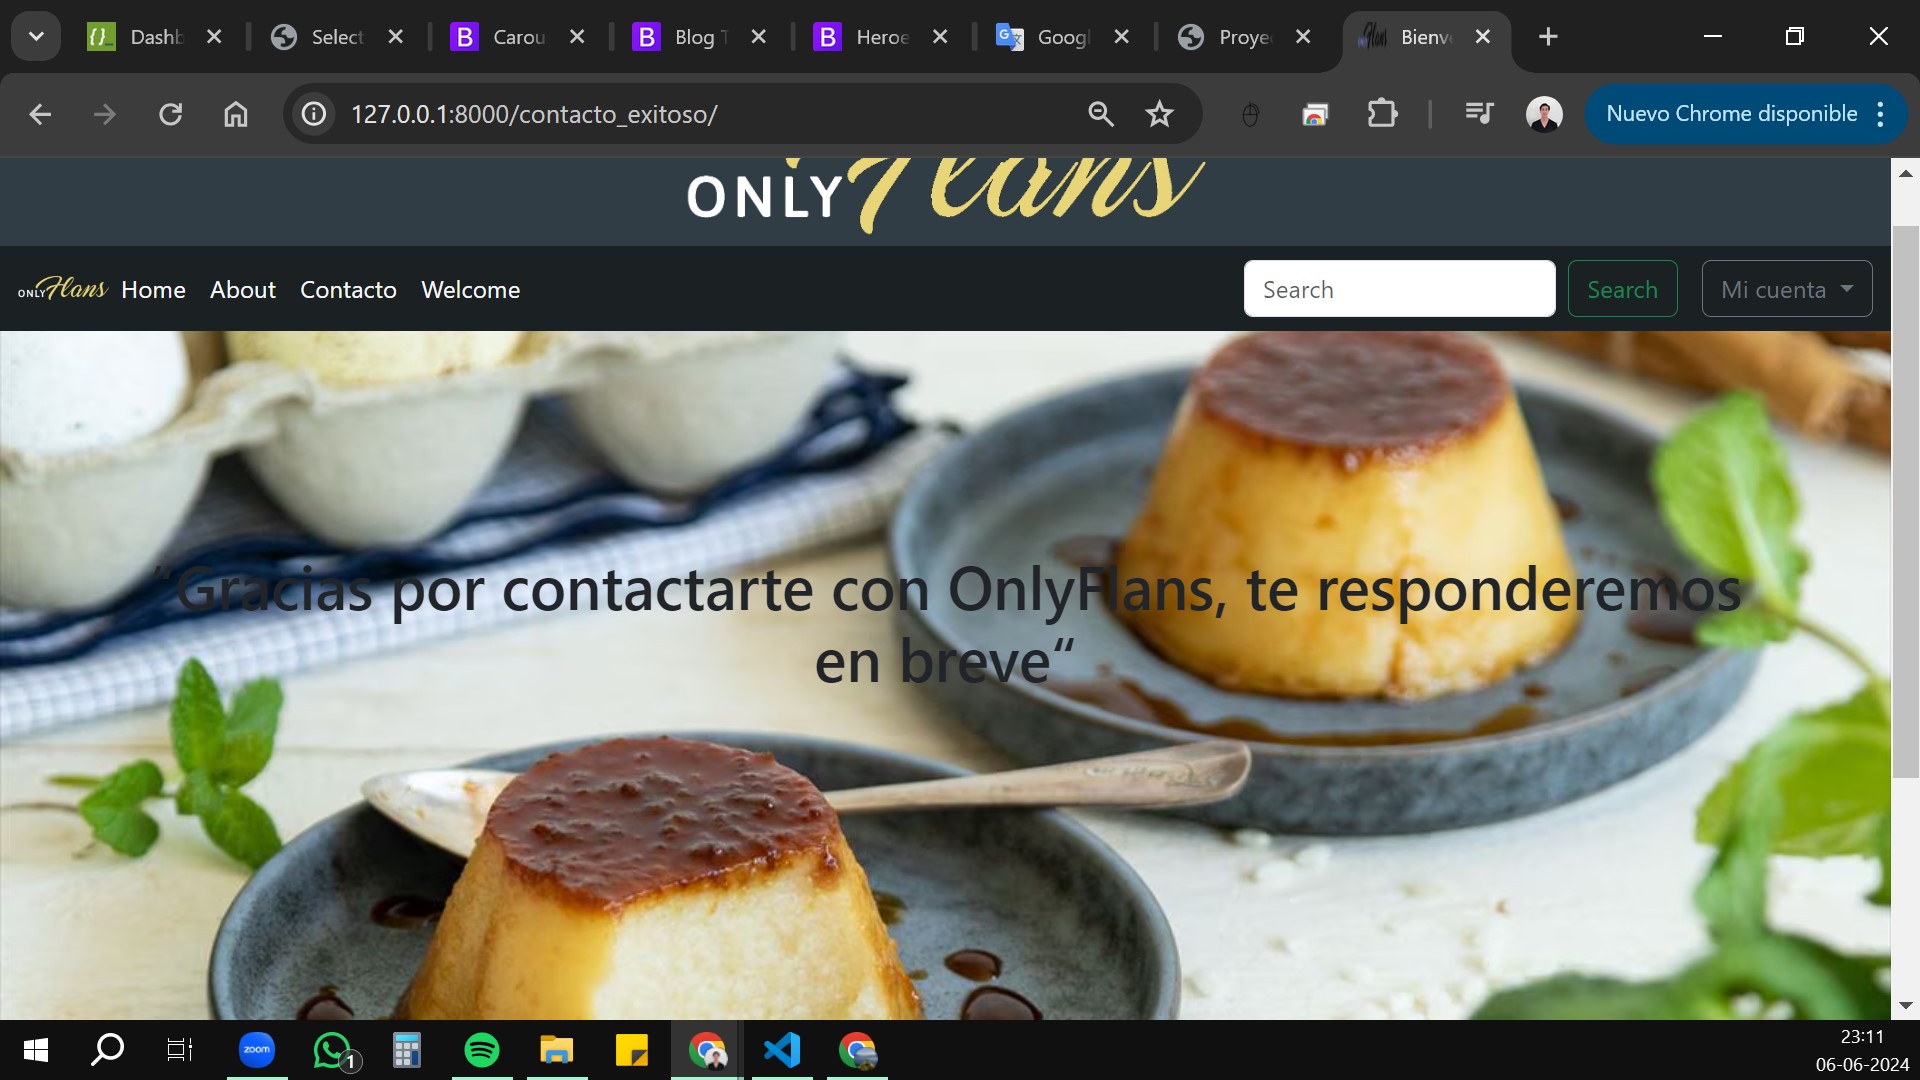 Dashb
Select
Carou
Blog T
Heroe
Googl
Proye
Bienve
127.0.0.1:8000/contacto_exitoso/
Nuevo Chrome disponible
ONLY Flans
ONLY Flans
Home
About
Contacto
Welcome
Search
Search
Mi cuenta
"Gracias por contactarte con OnlyFlans, te responderemos
en breve“
zoom
1
23:11
06-06-2024